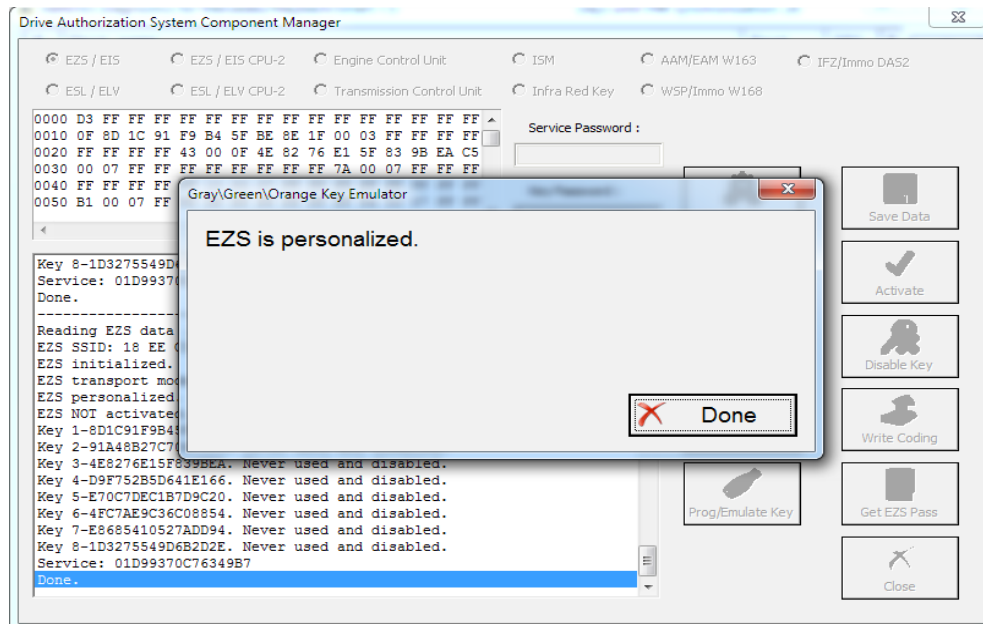 Drive Authorization System Component Manager
EZS / EIS
EZS / EIS CPU-2
Engine Control Unit
ISM
AAM/EAM W163
IFZ/Immo DAS2
ESL / ELV
ESL / ELV CPU-2
Transmission Control Unit
Infra Red Key
WSP/Immo W168
0000 D3 FF FF FF FF FF FF FF FF FF FF FF FF FF FF FF
0010 0F 8D 1C 91 F9 B4 5F BE 8E 1F 00 03 FF FF FF FF
0020 FF FF FF FF 43 00 0F 4E 82 76 E1 5F 83 9B EA C5
0030 00 07 FF FF FF FF FF FF FF FF 7A 00 07 FF FF FF
0040 FF FF FF FF
0050 B1 00 07 FF
Service Password :
Save Data
Gray\Green\Orange Key Emulator
EZS is personalized.
Done
Key 8-1D3275549D
Service: 01D99370
Done.
Reading EZS data
EZS SSID: 18 EE
EZS initialized.
EZS transport mod
EZS personalized
EZS NOT activated
Key 1-8D1C91F9B45
Key 2-91A48B27C7
Key 3-4E8276E15F839BEA. Never used and disabled.
Key 4-D9F752B5D641E166. Never used and disabled.
Key 5-E70C7DEC1B7D9C20. Never used and disabled.
Key 6-4FC7AE9C36C08854. Never used and disabled.
Key 7-E8685410527ADD94. Never used and disabled.
Key 8-1D3275549D6B2D2E. Never used and disabled.
Service: 01D99370C76349B7
Done.
Activate
Disable Key
Write Coding
Prog/Emulate Key
Get EZS Pass
Close